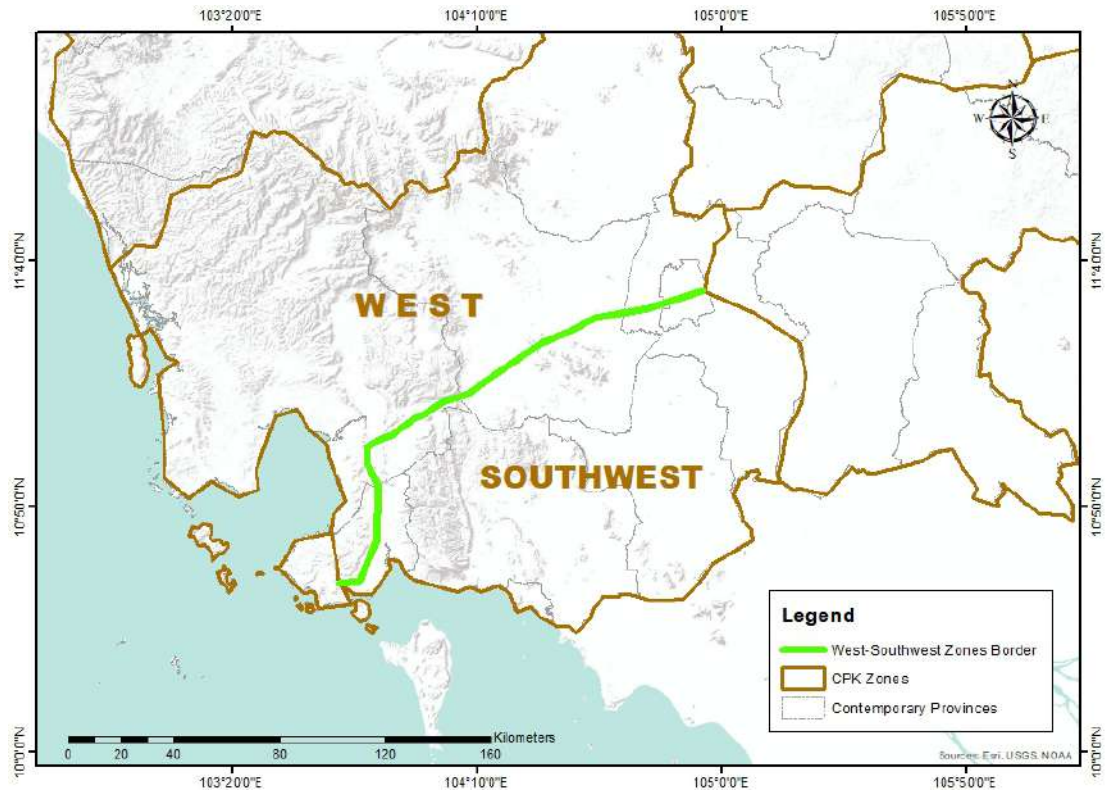 103°20'0"E 104°10'0"E 105°0'0"E 105°50'0"E
N
W E
S
11°40'0"N 11°40'0"N
WEST
SOUTHWEST
10°50'0"N 10°50'0"N
Legend
West-Southwest Zones Border
CPK Zones
Contemporary Provinces
Kilometers
0 20 40 80 120 160
10°0'0"N 10°0'0"N
Sources: Esri, USGS, NOAA
103°20'0"E 104°10'0"E 105°0'0"E 105°50'0"E